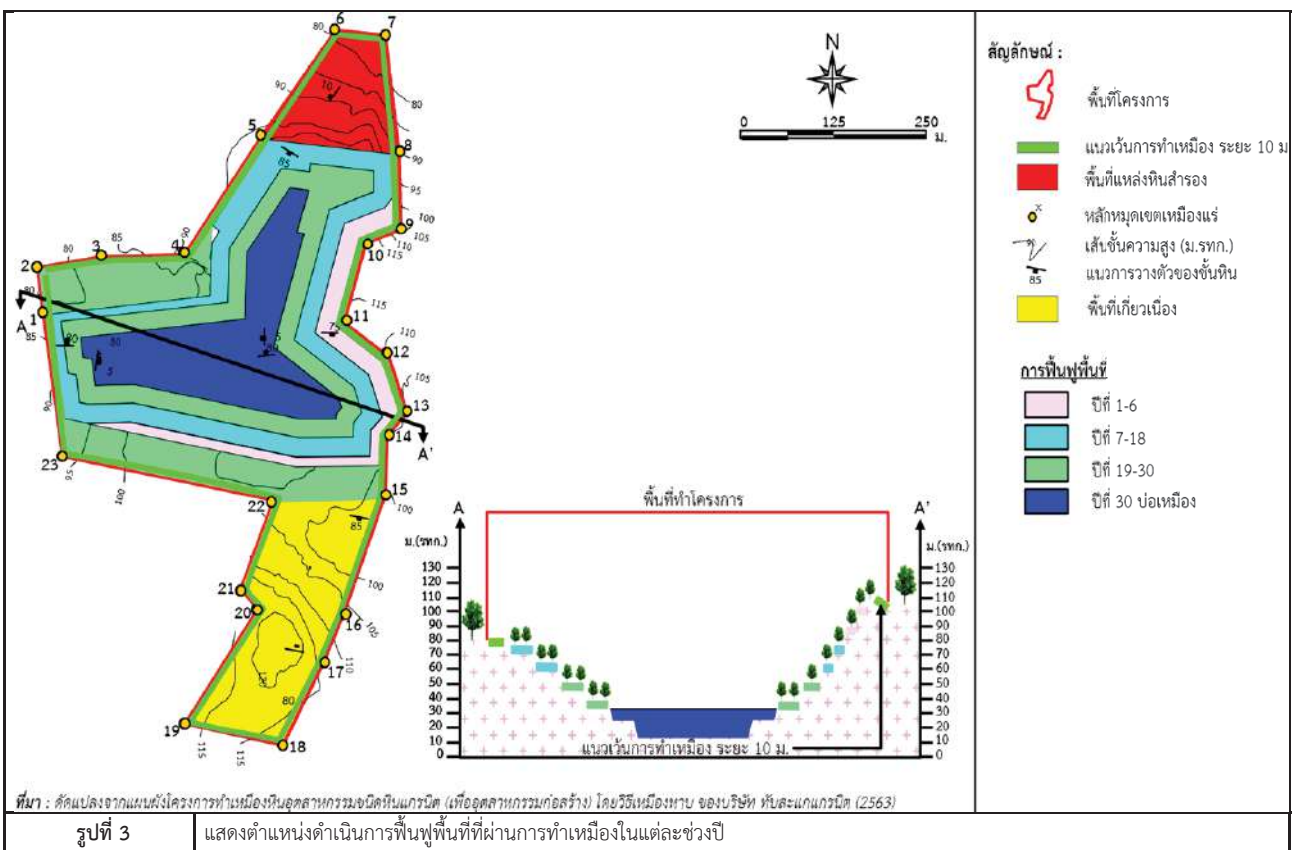 N
0 125 250
ม.
6
7
5
8
9
10
4
3
2
1
11
12
13
14
15
23
22
21
20
16
17
19
18
A
A'
80
80
90
10
85
90
95
100
105
110
115
85
80
90
80
85
80
80
5
115
110
105
75
90
95
100
85
100
100
105
110
80
115
115
สัญลักษณ์ :
พื้นที่โครงการ
แนวเว้นการทำเหมือง ระยะ 10 ม
พื้นที่แหล่งหินสำรอง
หลักหมุดเขตเหมืองแร่
เส้นชั้นความสูง (ม.รทก.)
แนวการวางตัวของชั้นหิน
85
พื้นที่เกี่ยวเนื่อง
การฟื้นฟูพื้นที่
ปีที่ 1-6
ปีที่ 7-18
ปีที่ 19-30
ปีที่ 30 บ่อเหมือง
พื้นที่ทำโครงการ
A
A'
ม.(รทก.)
ม.(รทก.)
130 130
120 120
110 110
100 100
90 90
80 80
70 70
60 60
50 50
40 40
30 30
20 20
10 10
0 0
แนวเว้นการทำเหมือง ระยะ 10 ม.
ที่มา : ดัดแปลงจากแผนผังโครงการทำเหมืองหินอุตสาหกรรมชนิดหินแกรนิต (เพื่ออุตสาหกรรมก่อสร้าง) โดยวิธีเหมืองหาบ ของบริษัท ทับสะแกแกรนิต (2563)
รูปที่ 3 แสดงตำแหน่งดำเนินการฟื้นฟูพื้นที่ที่ผ่านการทำเหมืองในแต่ละช่วงปี